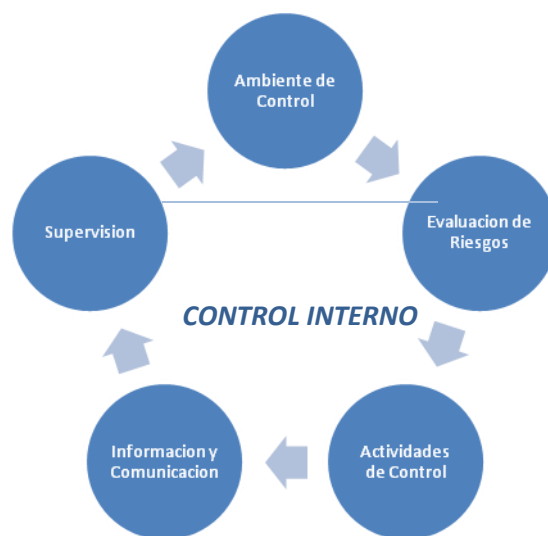 Ambiente de
Control
Evaluacion de
Riesgos
Actividades
de Control
Informacion y
Comunicacion
Supervision
CONTROL INTERNO